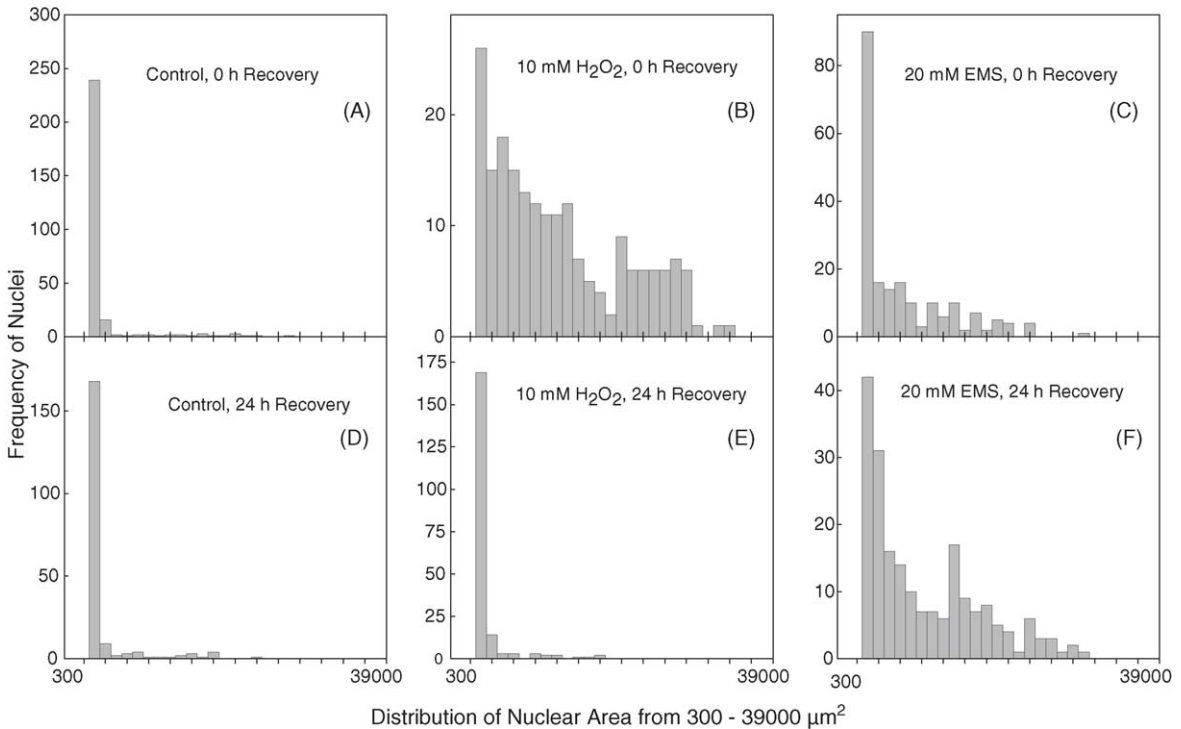 Frequency of Nuclei
300
250
200
150
100
50
0
Control, 0 h Recovery
(A)
20
10
0
10 mM H₂O₂, 0 h Recovery
(B)
80
60
40
20
0
20 mM EMS, 0 h Recovery
(C)
150
100
50
0
Control, 24 h Recovery
(D)
300
39000
175
150
125
100
75
50
25
0
10 mM H₂O₂, 24 h Recovery
(E)
300
39000
40
30
20
10
0
20 mM EMS, 24 h Recovery
(F)
300
39000
Distribution of Nuclear Area from 300 - 39000 µm²